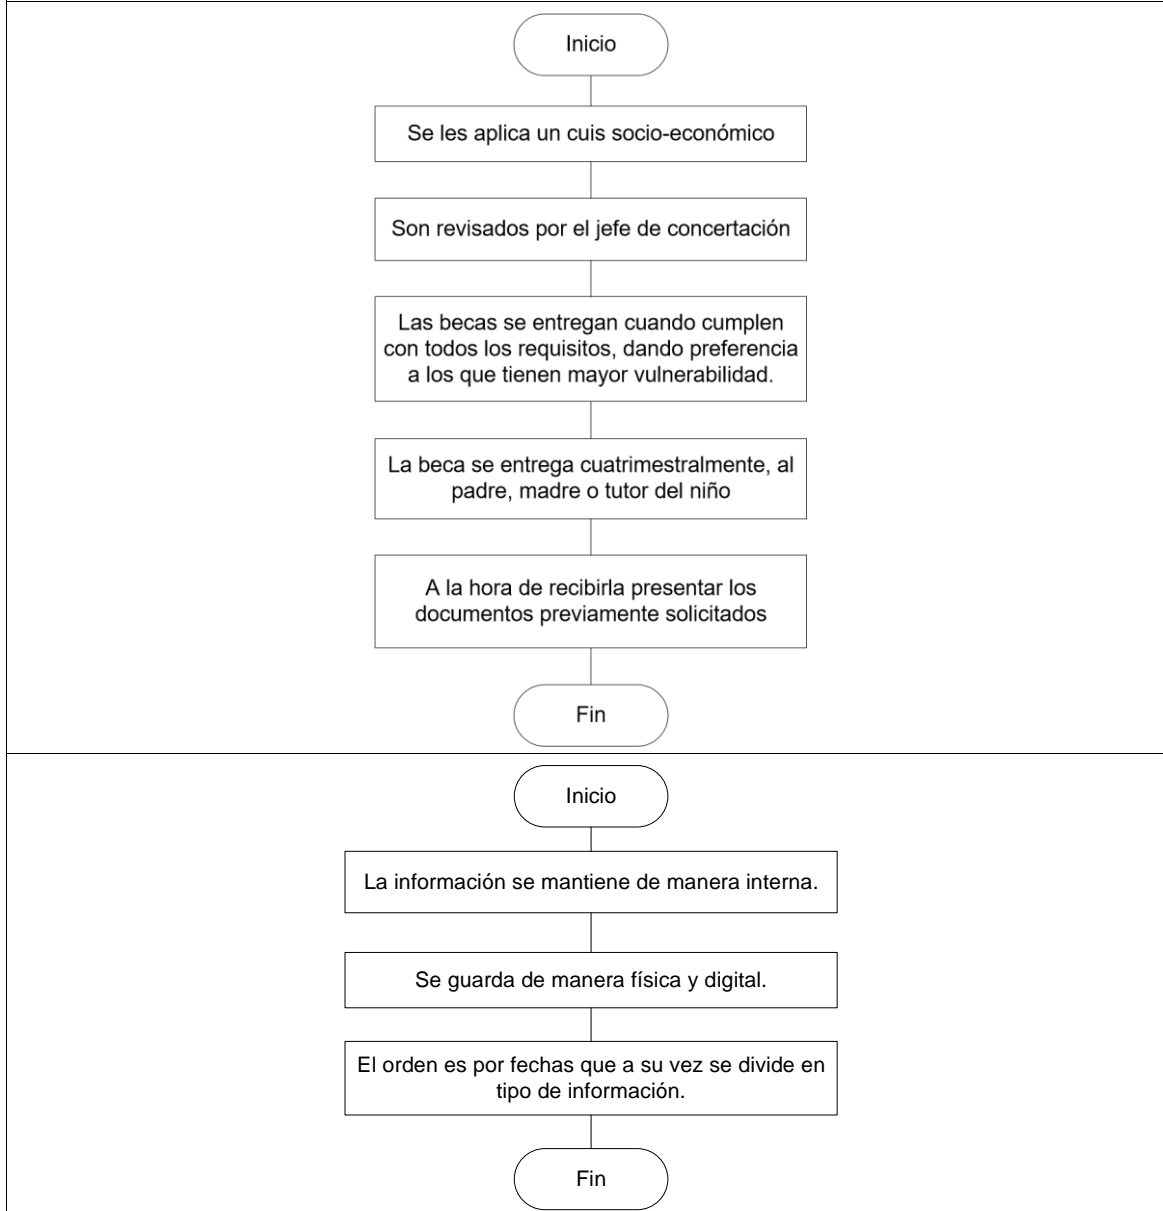 Inicio
Se les aplica un cuis socio-económico
Son revisados por el jefe de concertación
Las becas se entregan cuando cumplen
con todos los requisitos, dando preferencia
a los que tienen mayor vulnerabilidad.
La beca se entrega cuatrimestralmente, al
padre, madre o tutor del niño
A la hora de recibirla presentar los
documentos previamente solicitados
Fin
Inicio
La información se mantiene de manera interna.
Se guarda de manera física y digital.
El orden es por fechas que a su vez se divide en
tipo de información.
Fin